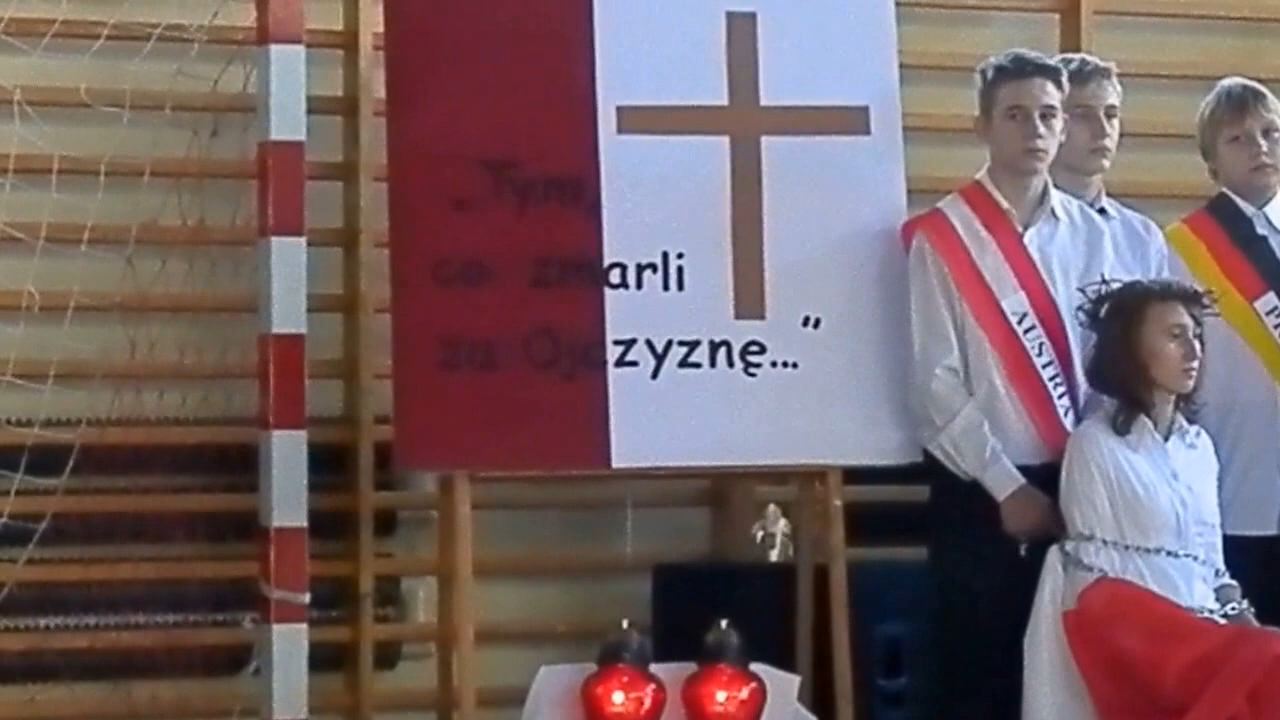 „Tym,
co zmarli
za Ojczyznę..."
AUSTRIA